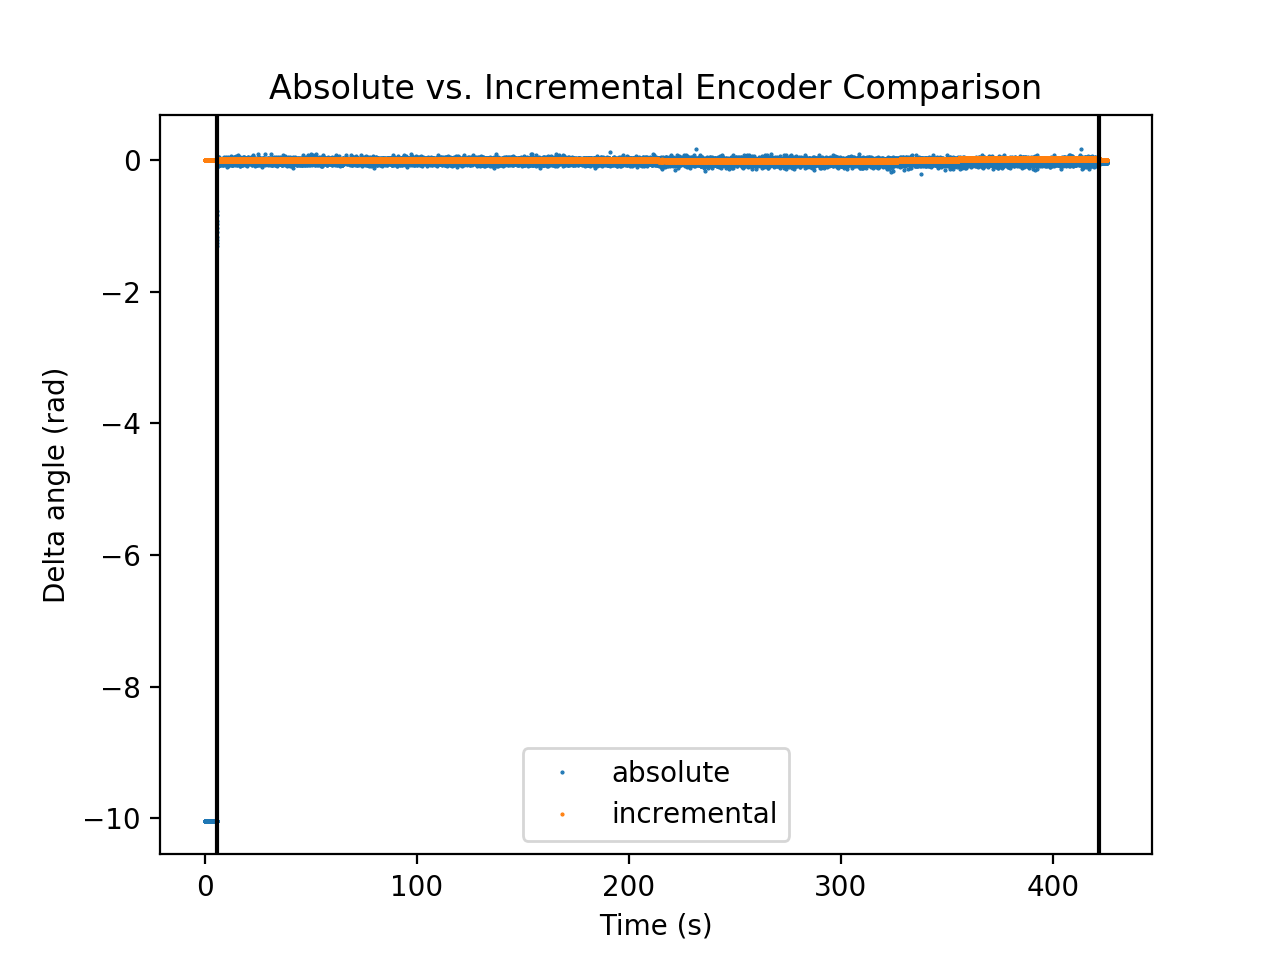 Absolute vs. Incremental Encoder Comparison
0
−2
−4
−6
−8
−10
Delta angle (rad)
absolute
incremental
0 100 200 300 400
Time (s)